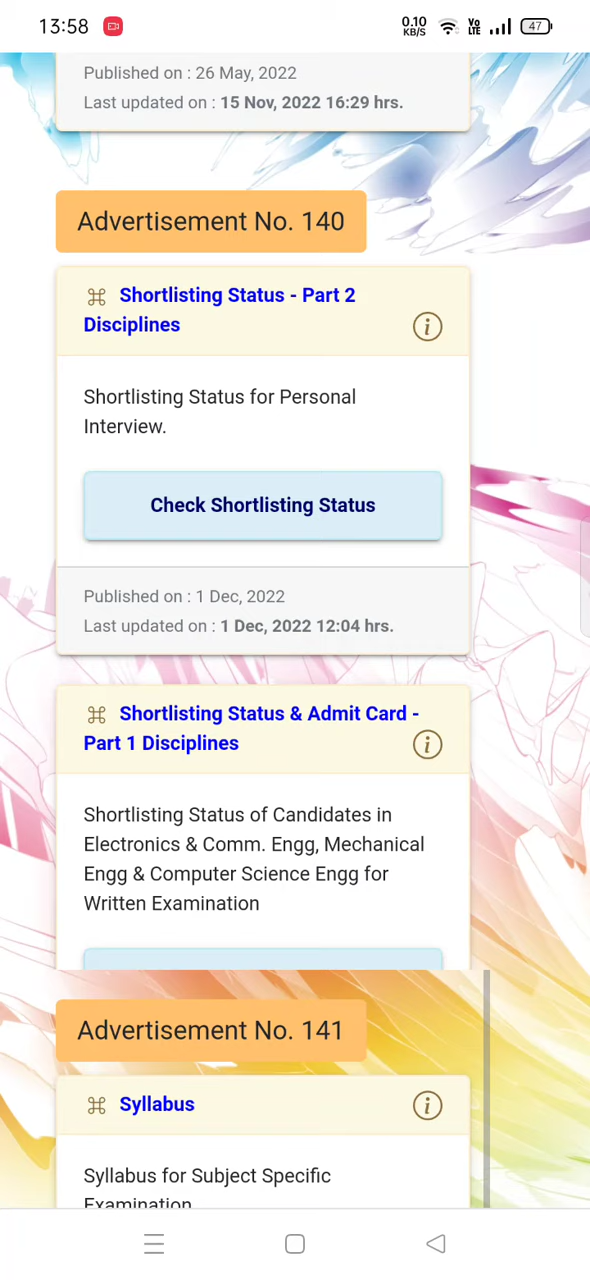 13:58
0.10 KB/S Vo LTE 47
Published on : 26 May, 2022
Last updated on : 15 Nov, 2022 16:29 hrs.
Advertisement No. 140
Shortlisting Status - Part 2
Disciplines
Shortlisting Status for Personal
Interview.
Check Shortlisting Status
Published on : 1 Dec, 2022
Last updated on : 1 Dec, 2022 12:04 hrs.
Shortlisting Status & Admit Card -
Part 1 Disciplines
Shortlisting Status of Candidates in
Electronics & Comm. Engg, Mechanical
Engg & Computer Science Engg for
Written Examination
Advertisement No. 141
Syllabus
Syllabus for Subject Specific
Examination